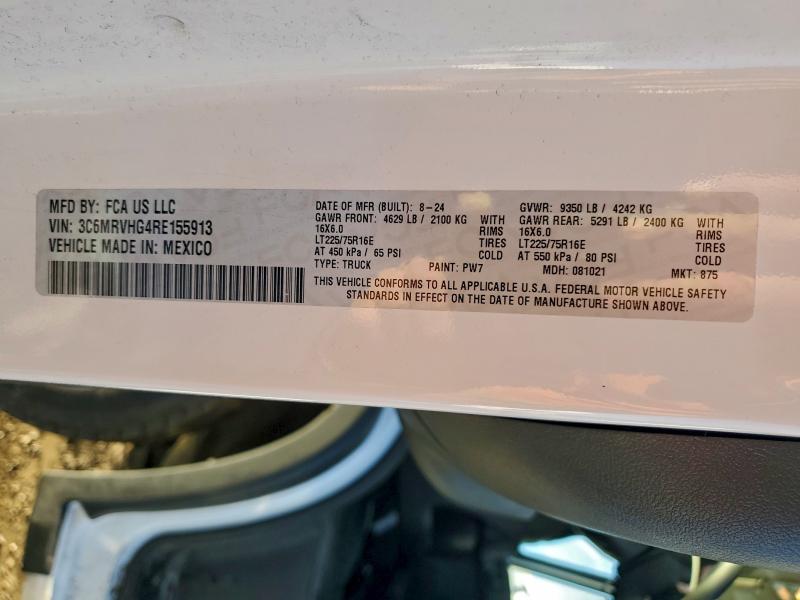 MFD BY: FCA US LLC
VIN: 3C6MRVHG4RE155913
VEHICLE MADE IN: MEXICO
DATE OF MFR (BUILT): 8-24
GAWR FRONT: 4629 LB / 2100 KG WITH
16X6.0 RIMS
LT225/75R16E TIRES
AT 450 kPa / 65 PSI COLD
TYPE: TRUCK PAINT: PW7
GVWR: 9350 LB / 4242 KG
GAWR REAR: 5291 LB / 2400 KG WITH
16X6.0 RIMS
LT225/75R16E TIRES
AT 550 kPa / 80 PSI COLD
MDH: 081021 MKT: 875
THIS VEHICLE CONFORMS TO ALL APPLICABLE U.S.A. FEDERAL MOTOR VEHICLE SAFETY
STANDARDS IN EFFECT ON THE DATE OF MANUFACTURE SHOWN ABOVE.